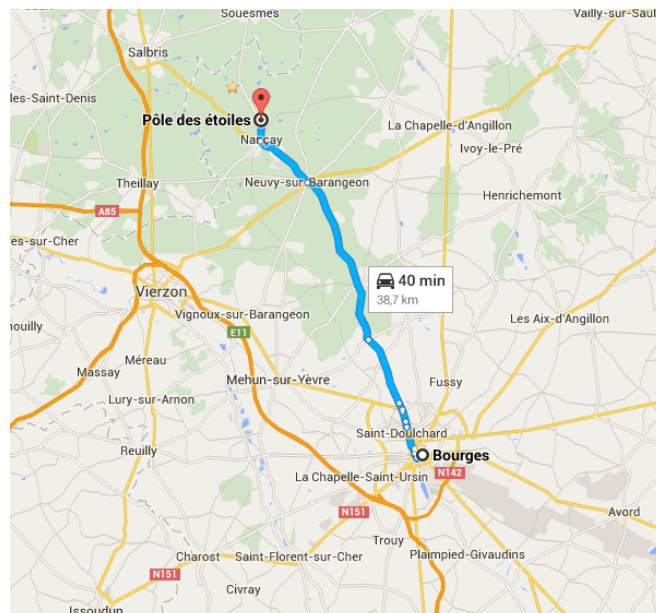 Souesmes
Vailly-sur-Saul
Salbris
les-Saint-Denis
Pôle des étoiles
La Chapelle-d'Angillon
Nançay
Ivoy-le-Pré
Theillay
Neuvy-sur-Barangeon
Henrichemont
A85
res-sur-Cher
40 min
38,7 km
Vierzon
Vignoux-sur-Barangeon
Les Aix-d'Angillon
nouilly
E11
Méreau
Massay
Mehun-sur-Yèvre
Fussy
Lury-sur-Arnon
Saint-Doulchard
Reuilly
Bourges
N142
La Chapelle-Saint-Ursin
N151
Avord
Trouy
Charost
Saint-Florent-sur-Cher
Plaimpied-Givaudins
N151
Civray
Issoudun